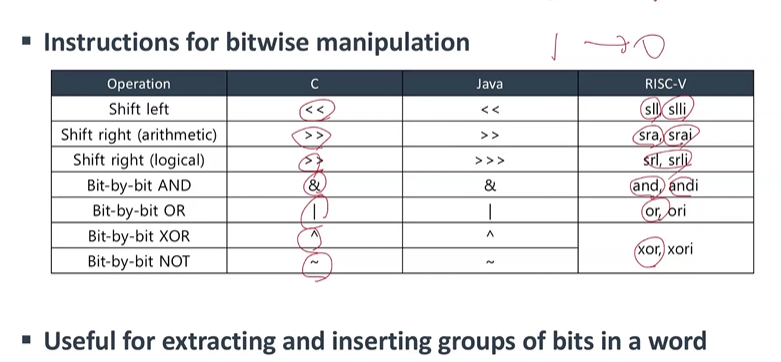 ▪ Instructions for bitwise manipulation
1 → 0
Operation C Java RISC-V
Shift left << << sll, slli
Shift right (arithmetic) >> >> sra, srai
Shift right (logical) >> >>> srl, srli
Bit-by-bit AND & & and, andi
Bit-by-bit OR | | or, ori
Bit-by-bit XOR ^ ^ xor, xori
Bit-by-bit NOT ~ ~
▪ Useful for extracting and inserting groups of bits in a word